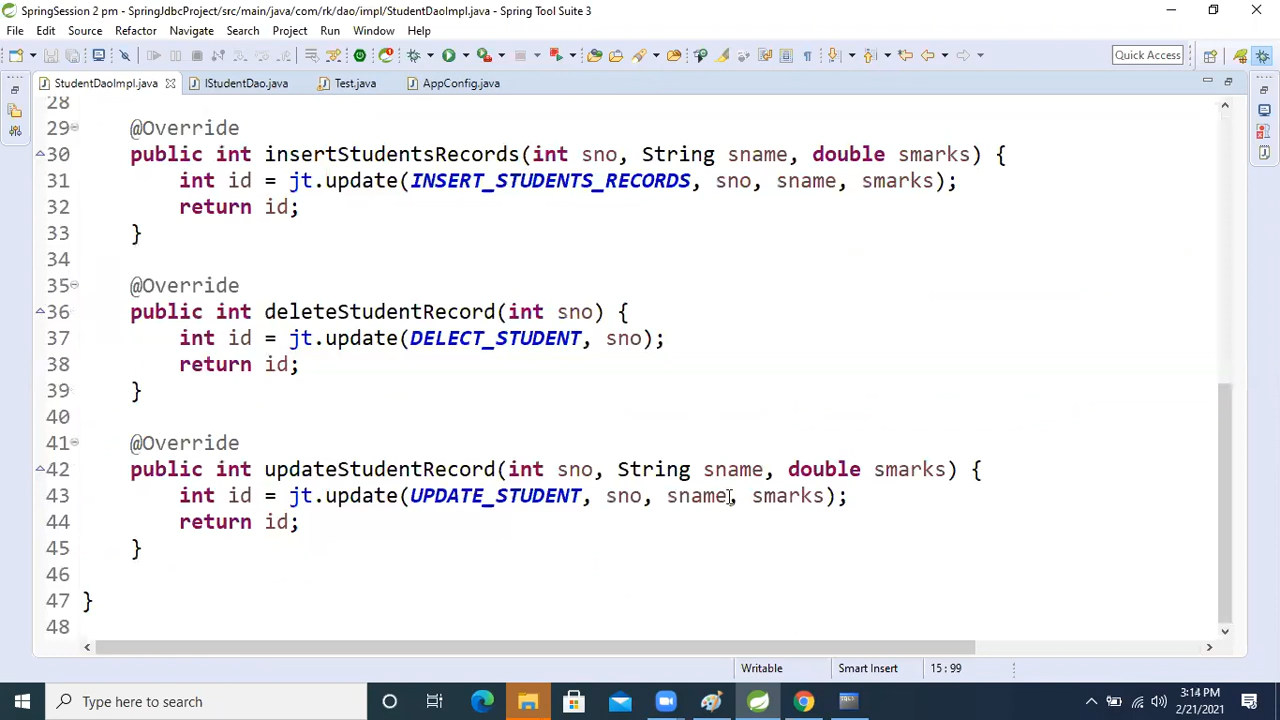 SpringSession 2 pm - SpringJdbcProject/src/main/java/com/rk/dao/impl/StudentDaoImpl.java - Spring Tool Suite 3
File Edit Source Refactor Navigate Search Project Run Window Help
Quick Access
StudentDaoImpl.java IStudentDao.java Test.java AppConfig.java
28
29 @Override
30 public int insertStudentsRecords(int sno, String sname, double smarks) {
31 int id = jt.update(INSERT_STUDENTS_RECORDS, sno, sname, smarks);
32 return id;
33 }
34
35 @Override
36 public int deleteStudentRecord(int sno) {
37 int id = jt.update(DELECT_STUDENT, sno);
38 return id;
39 }
40
41 @Override
42 public int updateStudentRecord(int sno, String sname, double smarks) {
43 int id = jt.update(UPDATE_STUDENT, sno, sname, smarks);
44 return id;
45 }
46
47 }
48
Writable Smart Insert 15 : 99
Type here to search
3:14 PM
2/21/2021